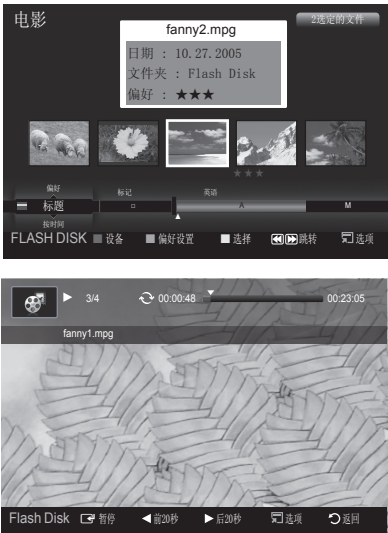 电影
2选定的文件
fanny2.mpg
日期 : 10.27.2005
文件夹 : Flash Disk
偏好 : ★★★
★★★
偏好
标题
按时间
标记
英语
A
M
FLASH DISK 设备 偏好设置 选择 跳转 选项
3/4 00:00:48 00:23:05
fanny1.mpg
Flash Disk 暂停 前20秒 后20秒 选项 返回